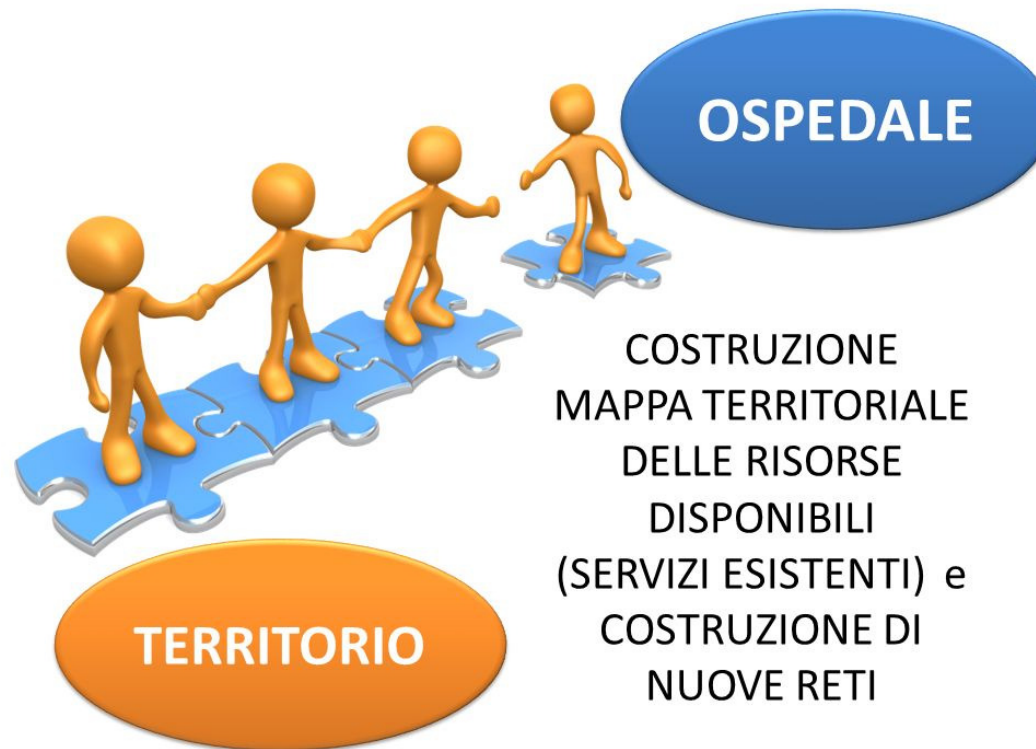 OSPEDALE
COSTRUZIONE
MAPPA TERRITORIALE
DELLE RISORSE
DISPONIBILI
(SERVIZI ESISTENTI) e
COSTRUZIONE DI
NUOVE RETI
TERRITORIO